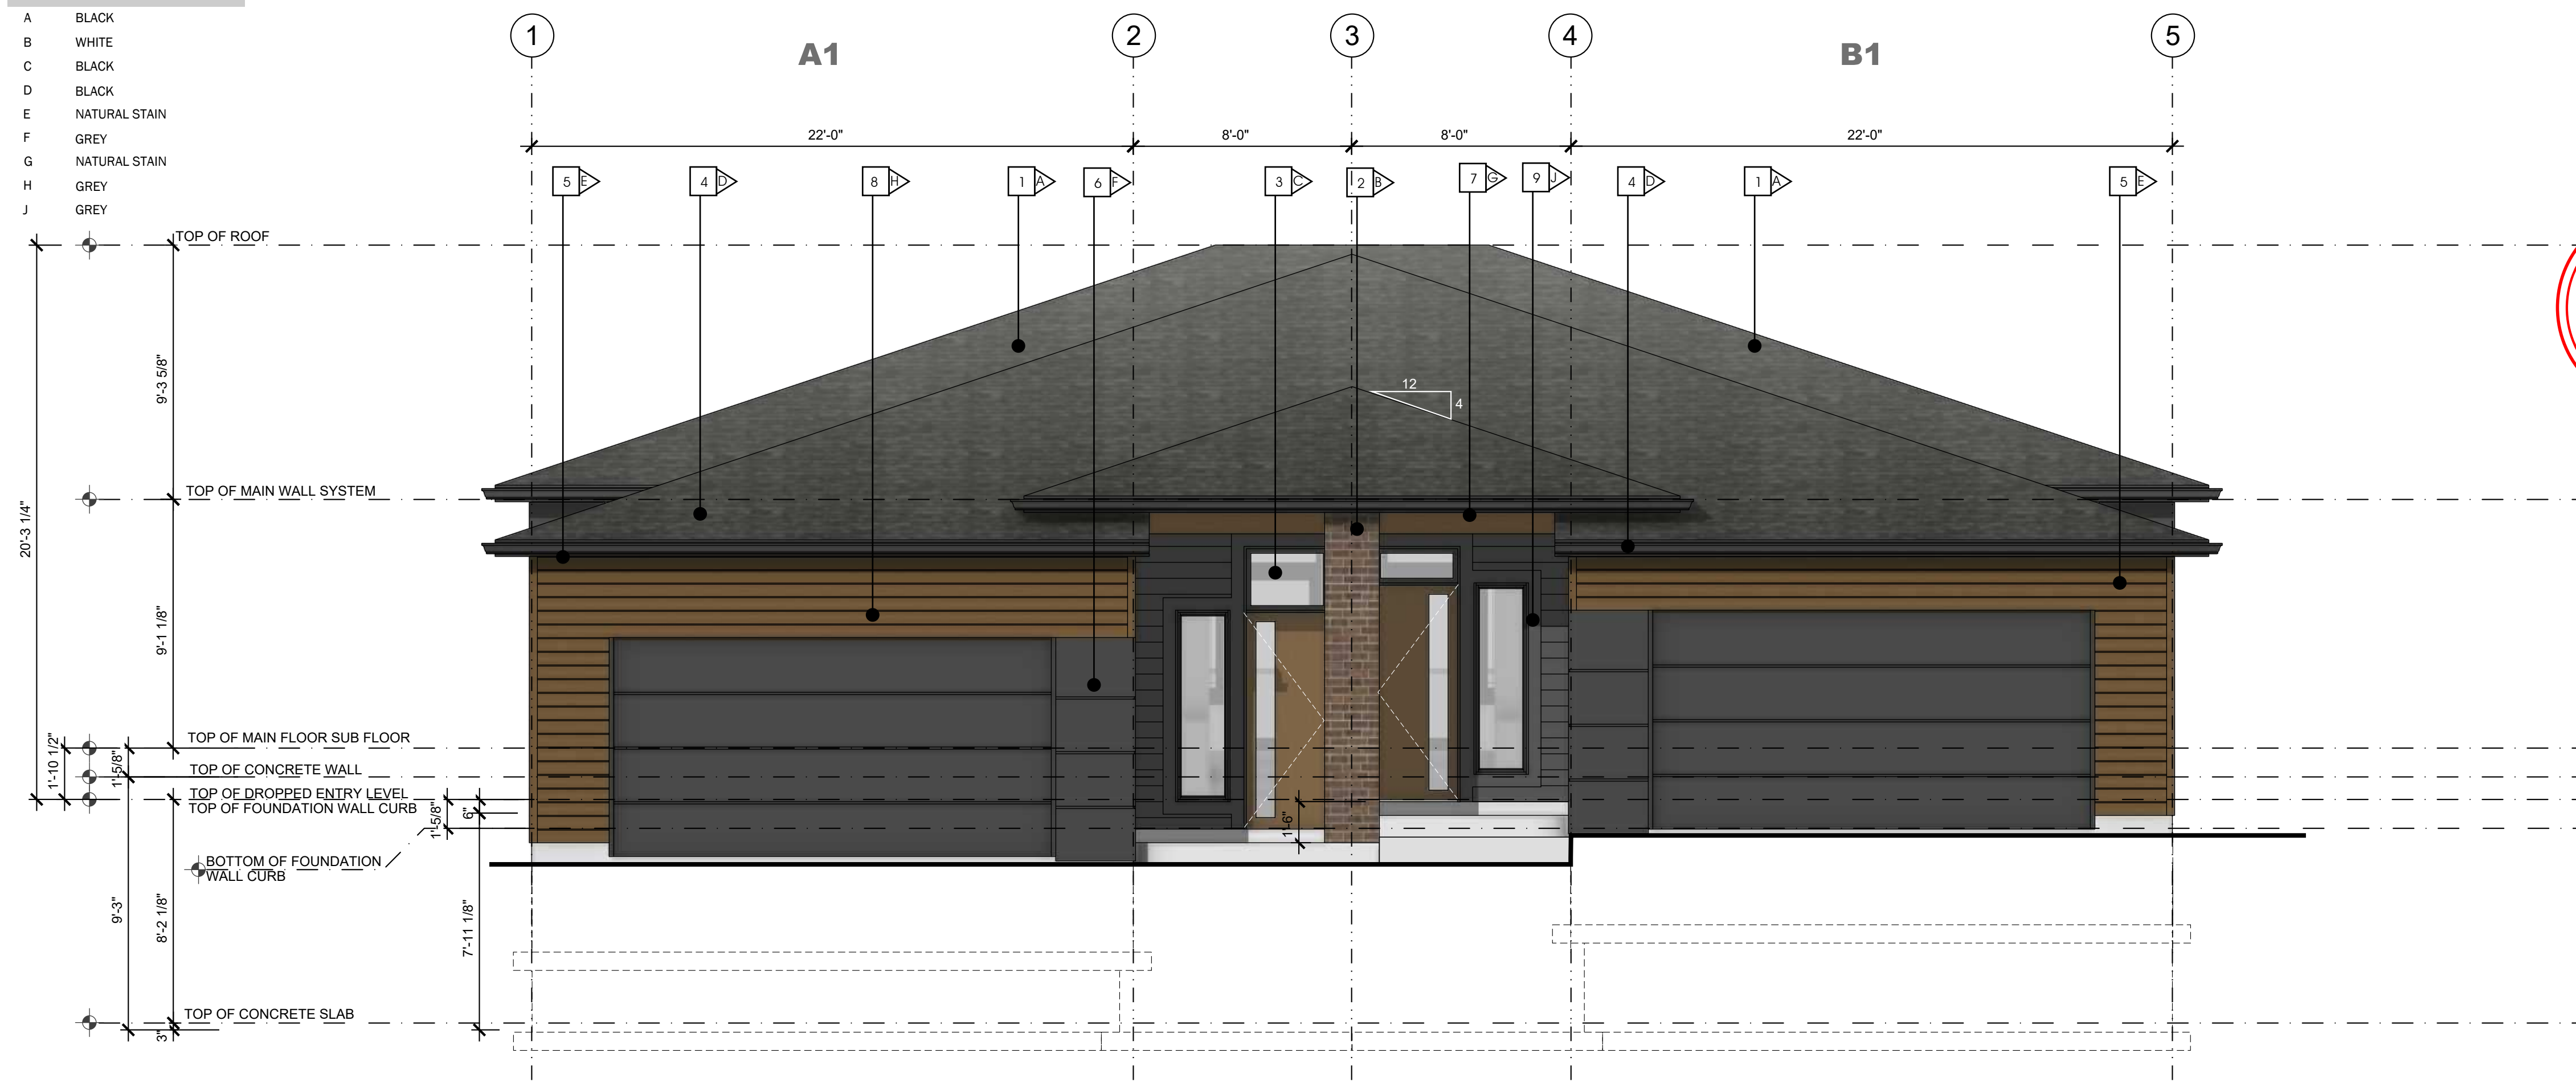 A BLACK
B WHITE
C BLACK
D BLACK
E NATURAL STAIN
F GREY
G NATURAL STAIN
H GREY
J GREY
1 2 3 4 5
A1 B1
22'-0" 8'-0" 8'-0" 22'-0"
5 E 4 D 8 H 1 A 6 F 3 C 2 B 7 G 9 J 4 D 1 A 5 E
TOP OF ROOF
9'-3 5/8"
12
4
TOP OF MAIN WALL SYSTEM
20'-3 1/4"
9'-1 1/8"
TOP OF MAIN FLOOR SUB FLOOR
1'-10 1/2"
1'-5/8"
TOP OF CONCRETE WALL
TOP OF DROPPED ENTRY LEVEL
TOP OF FOUNDATION WALL CURB
1'-5/8"
6"
1'-6"
BOTTOM OF FOUNDATION
WALL CURB
9'-3"
8'-2 1/8"
7'-11 1/8"
TOP OF CONCRETE SLAB
3"